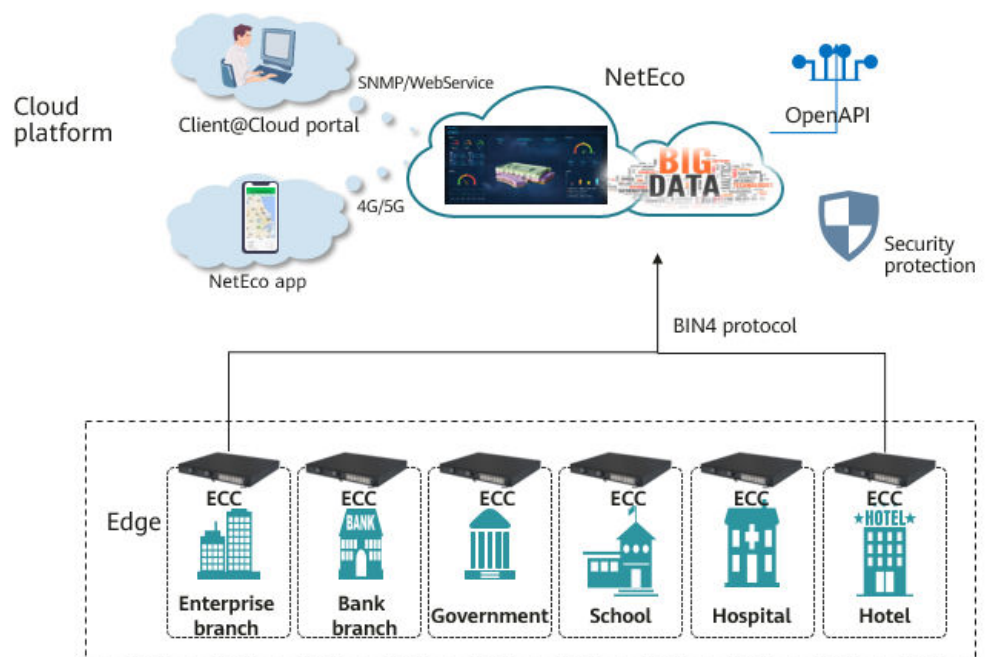 Cloud
platform
SNMP/WebService
Client@Cloud portal
NetEco
OpenAPI
BIG
DATA
4G/5G
NetEco app
Security
protection
BIN4 protocol
Edge
ECC
Enterprise
branch
ECC
BANK
Bank
branch
ECC
Government
ECC
School
ECC
Hospital
ECC
HOTEL
Hotel